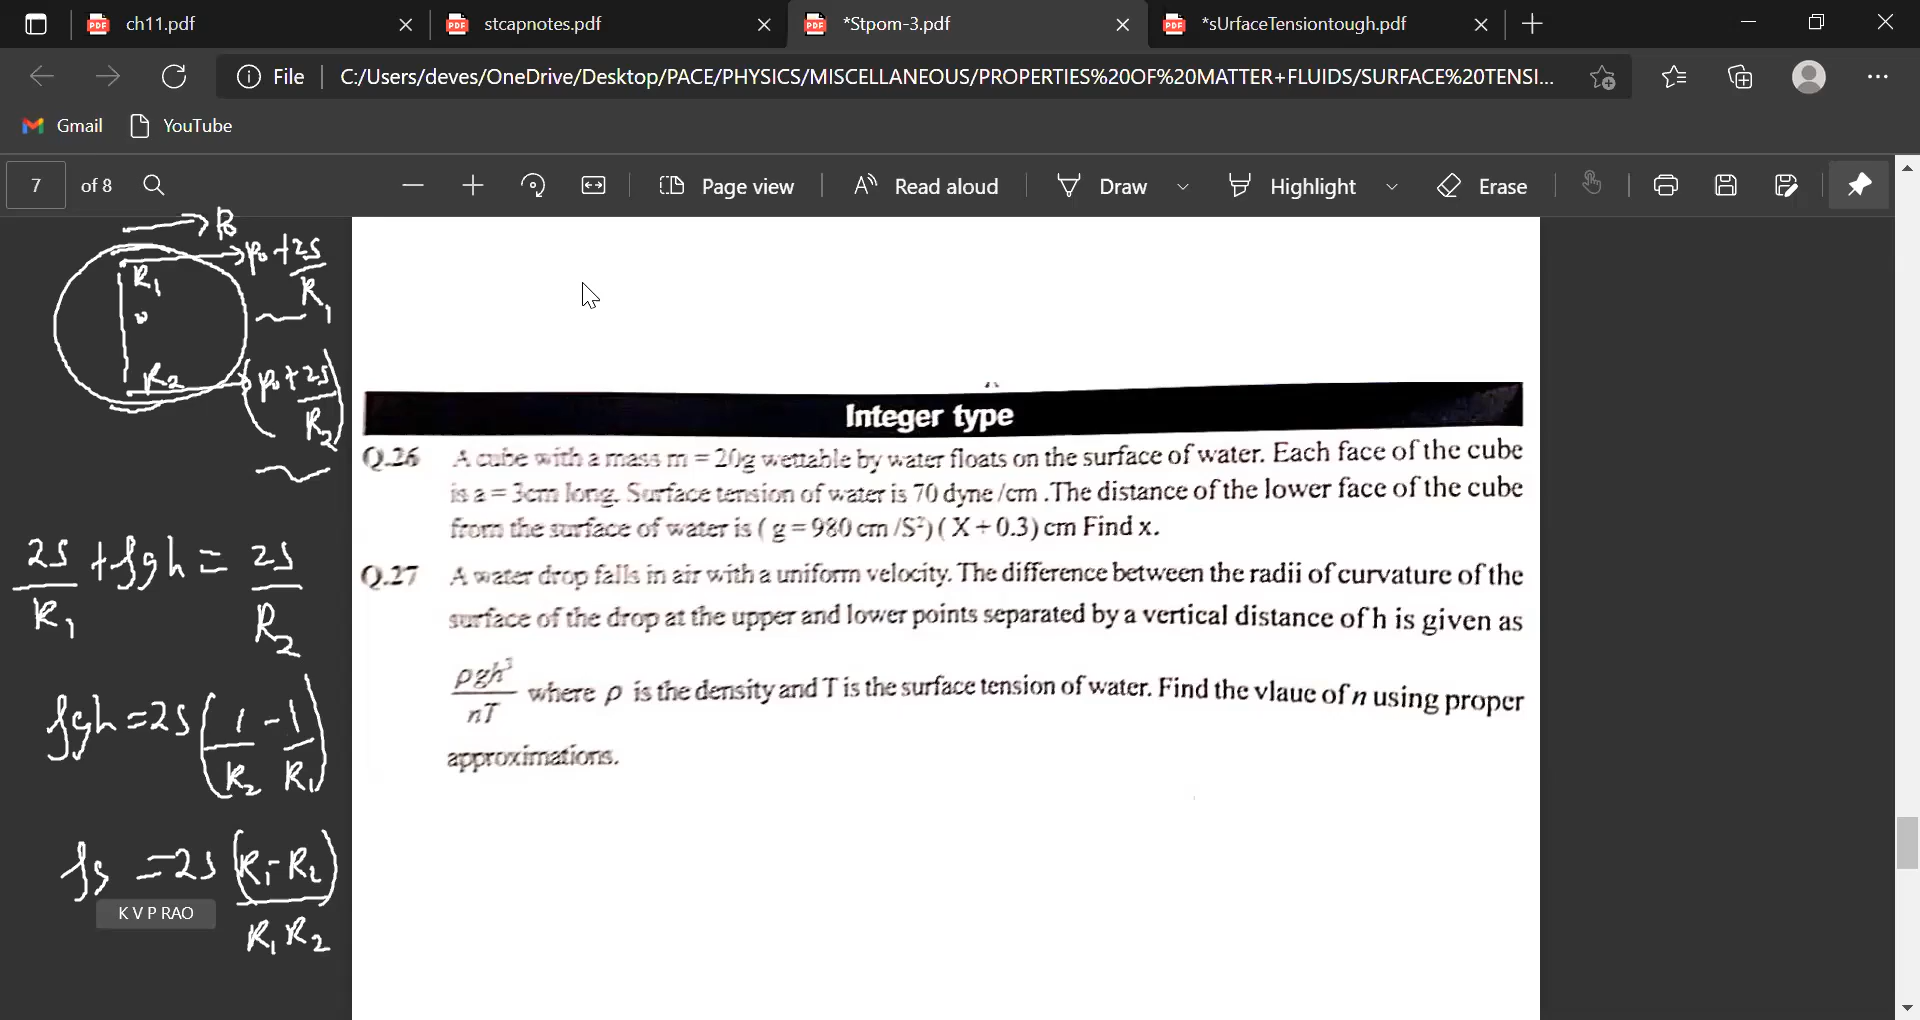 ch11.pdf
stcapnotes.pdf
*Stpom-3.pdf
*sUrfaceTensiontough.pdf
File
C:/Users/deves/OneDrive/Desktop/PACE/PHYSICS/MISCELLANEOUS/PROPERTIES%20OF%20MATTER+FLUIDS/SURFACE%20TENSI...
Gmail
YouTube
7 of 8
Page view
Read aloud
Draw
Highlight
Erase
P0
P0 + 2S/R1
R1
R2
(P0 + 2S/R2)
2S/R1 + ρgh = 2S/R2
ρgh = 2S (1/R2 - 1/R1)
= 2S (R1 - R2)/R1 R2
K V P RAO
Integer type
Q.26 A cube with a mass m = 20g wettable by water floats on the surface of water. Each face of the cube
is a = 3cm long. Surface tension of water is 70 dyne /cm .The distance of the lower face of the cube
from the surface of water is ( g = 980 cm /S²) ( X + 0.3) cm Find x.
Q.27 A water drop falls in air with a uniform velocity. The difference between the radii of curvature of the
surface of the drop at the upper and lower points separated by a vertical distance of h is given as
ρgh³/nT where ρ is the density and T is the surface tension of water. Find the vlaue of n using proper
approximations.